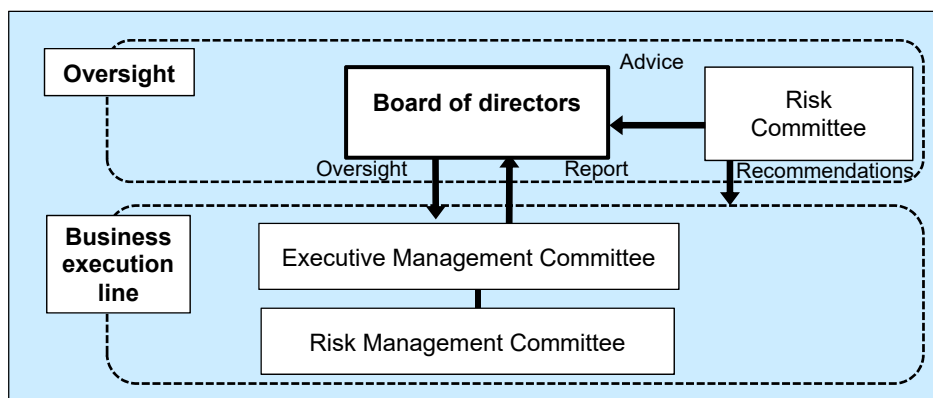 Oversight
Advice
Board of directors
Risk
Committee
Oversight
Report
Recommendations
Business
execution
line
Executive Management Committee
Risk Management Committee